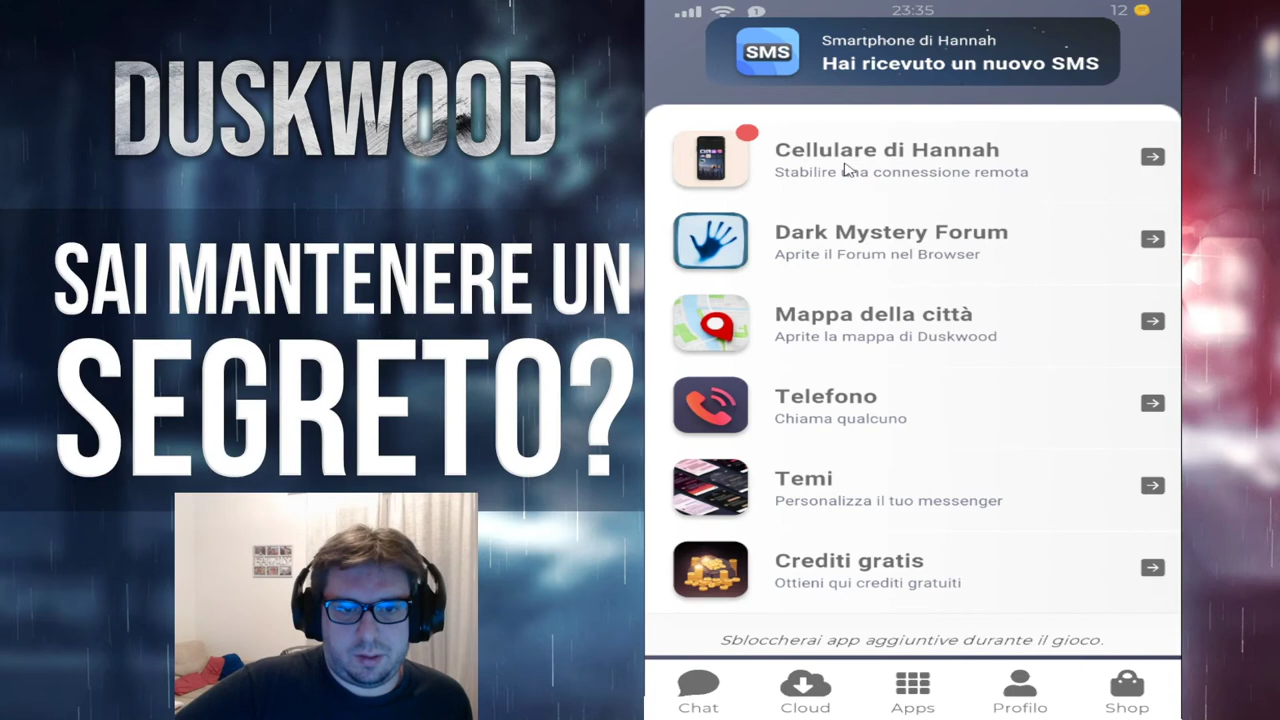 DUSKWOOD
SAI MANTENERE UN
SEGRETO?
1
23:35
12
SMS
Smartphone di Hannah
Hai ricevuto un nuovo SMS
Cellulare di Hannah
Stabilire una connessione remota
Dark Mystery Forum
Aprite il Forum nel Browser
Mappa della città
Aprite la mappa di Duskwood
Telefono
Chiama qualcuno
Temi
Personalizza il tuo messenger
Crediti gratis
Ottieni qui crediti gratuiti
Sbloccherai app aggiuntive durante il gioco.
Chat
Cloud
Apps
Profilo
Shop